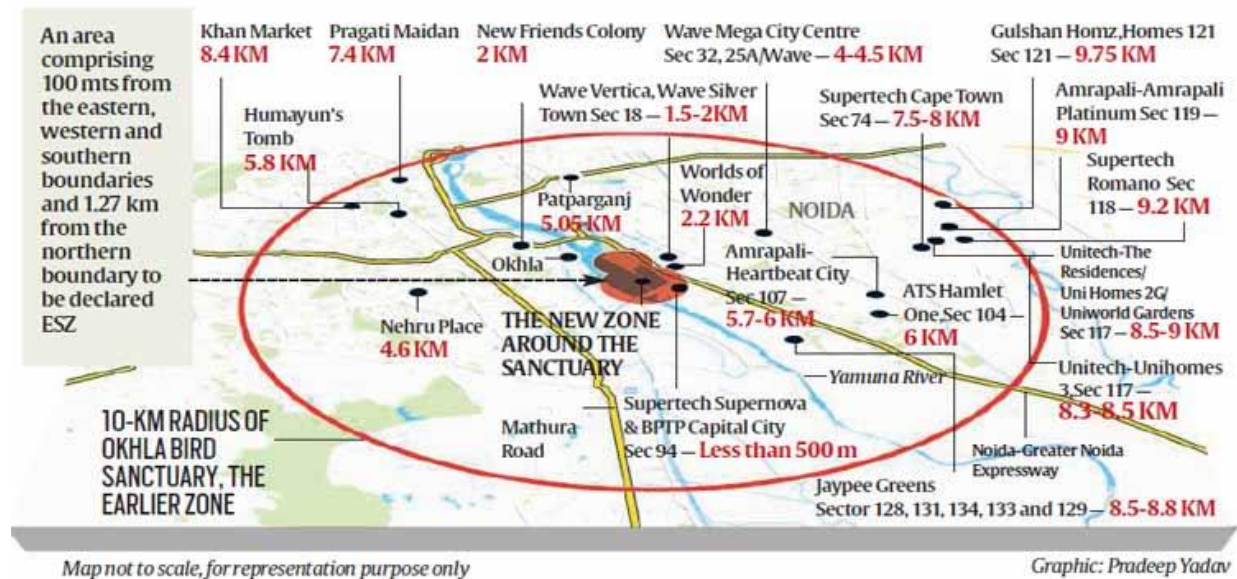 An area
comprising
100 mts from
the eastern,
western and
southern
boundaries
and 1.27 km
from the
northern
boundary to
be declared
ESZ
Khan Market
8.4 KM
Pragati Maidan
7.4 KM
New Friends Colony
2 KM
Wave Mega City Centre
Sec 32, 25A/Wave – 4-4.5 KM
Gulshan Homz, Homes 121
Sec 121 – 9.75 KM
Humayun's
Tomb
5.8 KM
Wave Vertica, Wave Silver
Town Sec 18 – 1.5-2KM
Supertech Cape Town
Sec 74 – 7.5-8 KM
Amrapali-Amrapali
Platinum Sec 119 –
9 KM
Patparganj
5.05 KM
Worlds of
Wonder
2.2 KM
NOIDA
Supertech
Romano Sec
118 – 9.2 KM
Okhla
Amrapali-
Heartbeat City
Sec 107 –
5.7-6 KM
ATS Hamlet
One, Sec 104 –
6 KM
Unitech-The
Residences/
Uni Homes 2G/
Uniworld Gardens
Sec 117 – 8.5-9 KM
Nehru Place
4.6 KM
THE NEW ZONE
AROUND THE
SANCTUARY
Yamuna River
Unitech-Unihomes
3, Sec 117 –
8.3-8.5 KM
10-KM RADIUS OF
OKHLA BIRD
SANCTUARY, THE
EARLIER ZONE
Mathura
Road
Supertech Supernova
& BPTP Capital City
Sec 94 – Less than 500 m
Noida-Greater Noida
Expressway
Jaypee Greens
Sector 128, 131, 134, 133 and 129 – 8.5-8.8 KM
Map not to scale, for representation purpose only
Graphic: Pradeep Yadav